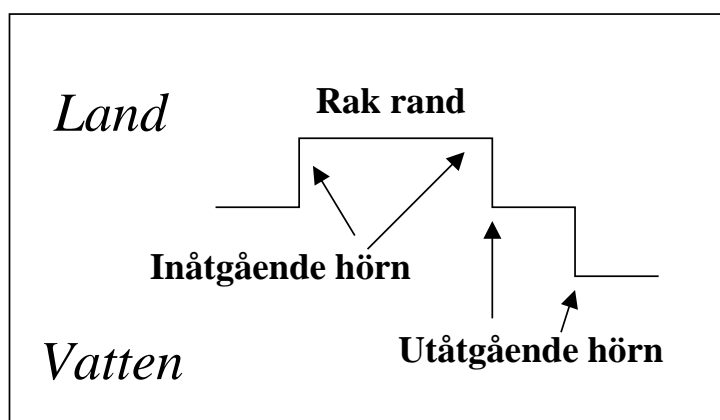 Rak rand
Land
Inåtgående hörn
Utåtgående hörn
Vatten